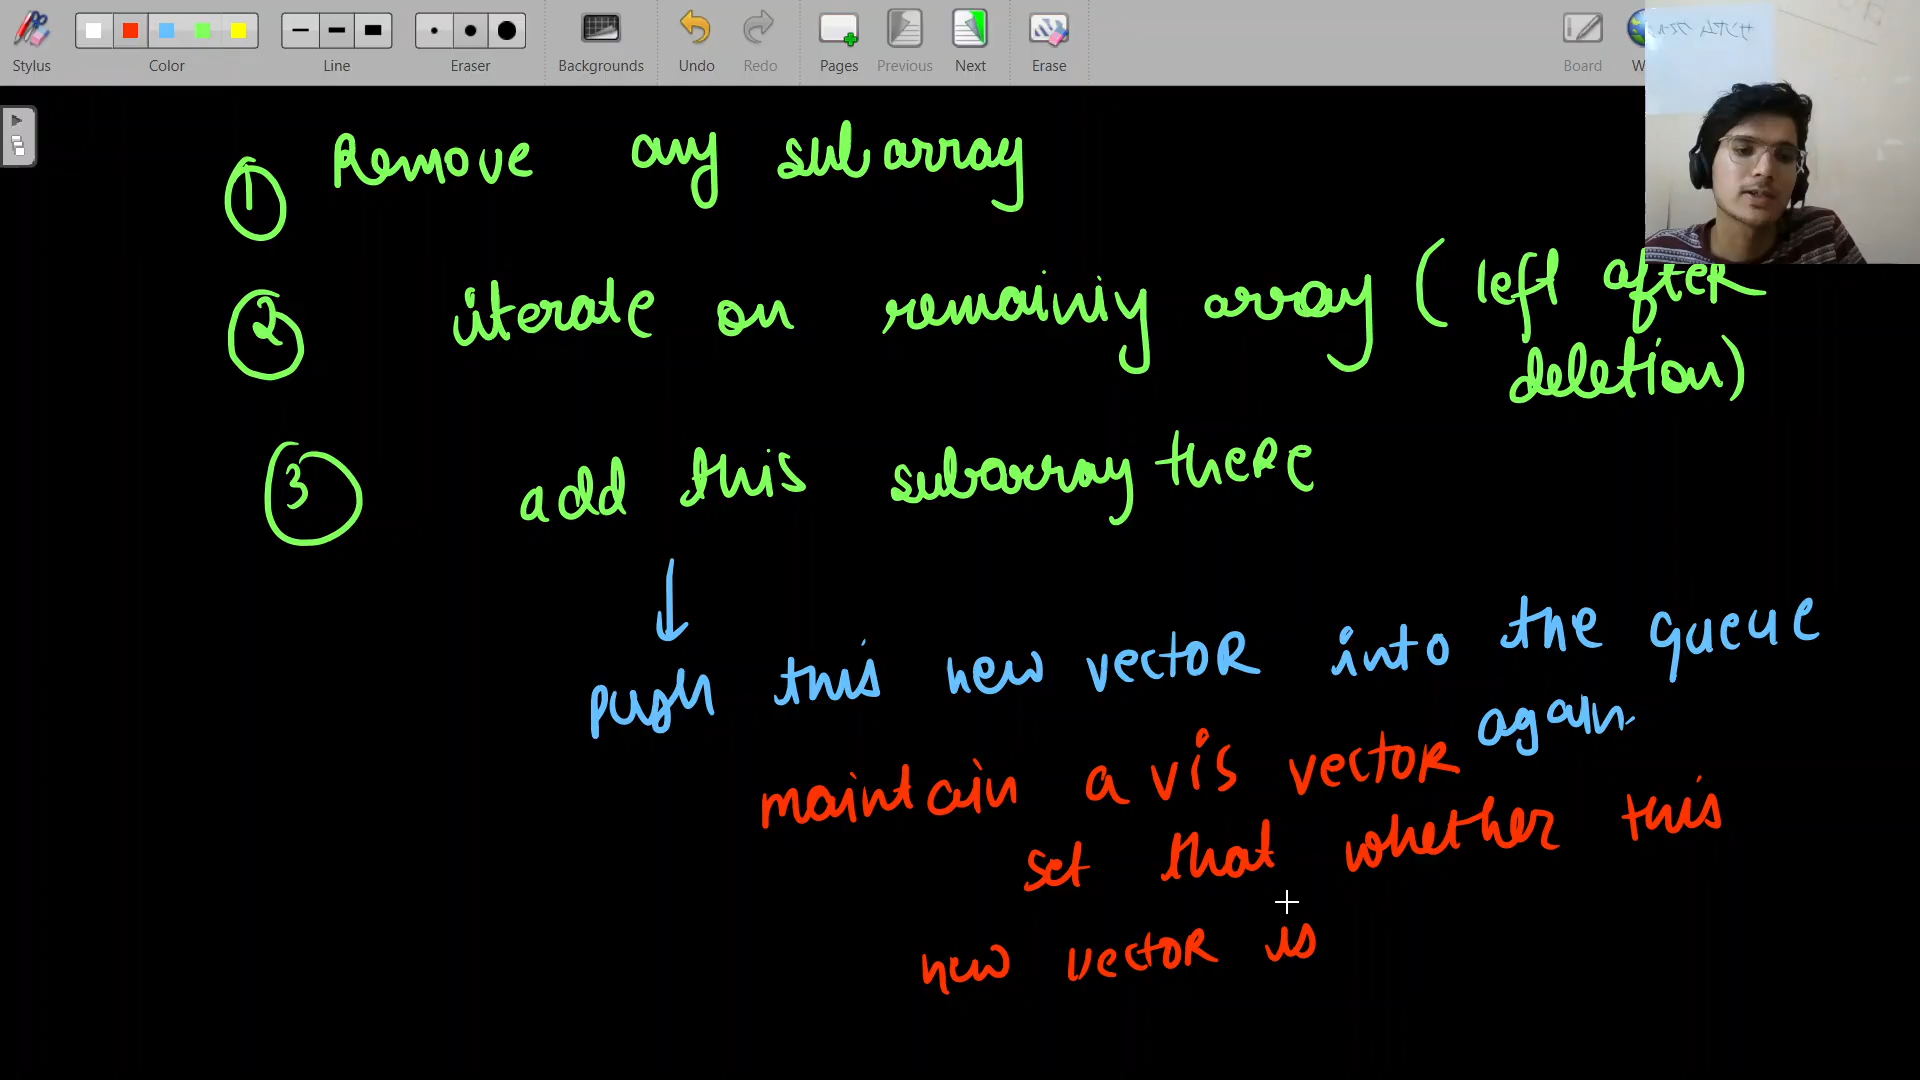 Stylus
Color
Line
Eraser
Backgrounds
Undo
Redo
Pages
Previous
Next
Erase
Board
1 Remove any subarray
2 iterate on remaining array (left after
deletion)
3 add this subarray there
push this new vector into the queue
again
maintain a vis vector
set that whether this
new vector is